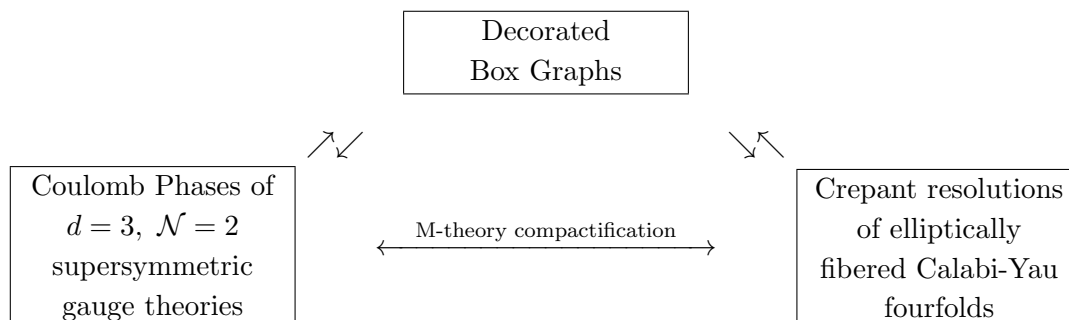 Decorated
Box Graphs
Coulomb Phases of
d = 3, 𝒩 = 2
supersymmetric
gauge theories
M-theory compactification
Crepant resolutions
of elliptically
fibered Calabi-Yau
fourfolds